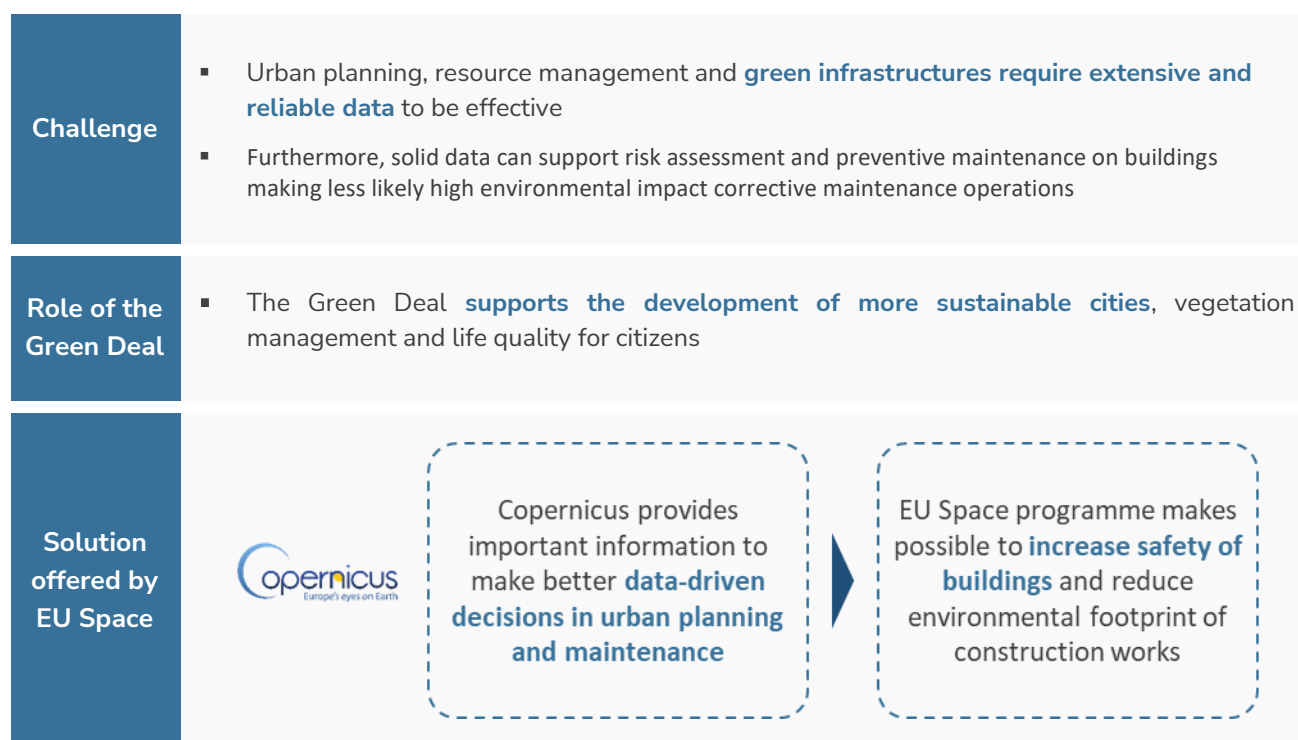 Challenge
▪ Urban planning, resource management and green infrastructures require extensive and
reliable data to be effective
▪ Furthermore, solid data can support risk assessment and preventive maintenance on buildings
making less likely high environmental impact corrective maintenance operations
Role of the
Green Deal
▪ The Green Deal supports the development of more sustainable cities, vegetation
management and life quality for citizens
Solution
offered by
EU Space
opernicus
Europe's eyes on Earth
Copernicus provides
important information to
make better data-driven
decisions in urban planning
and maintenance
EU Space programme makes
possible to increase safety of
buildings and reduce
environmental footprint of
construction works